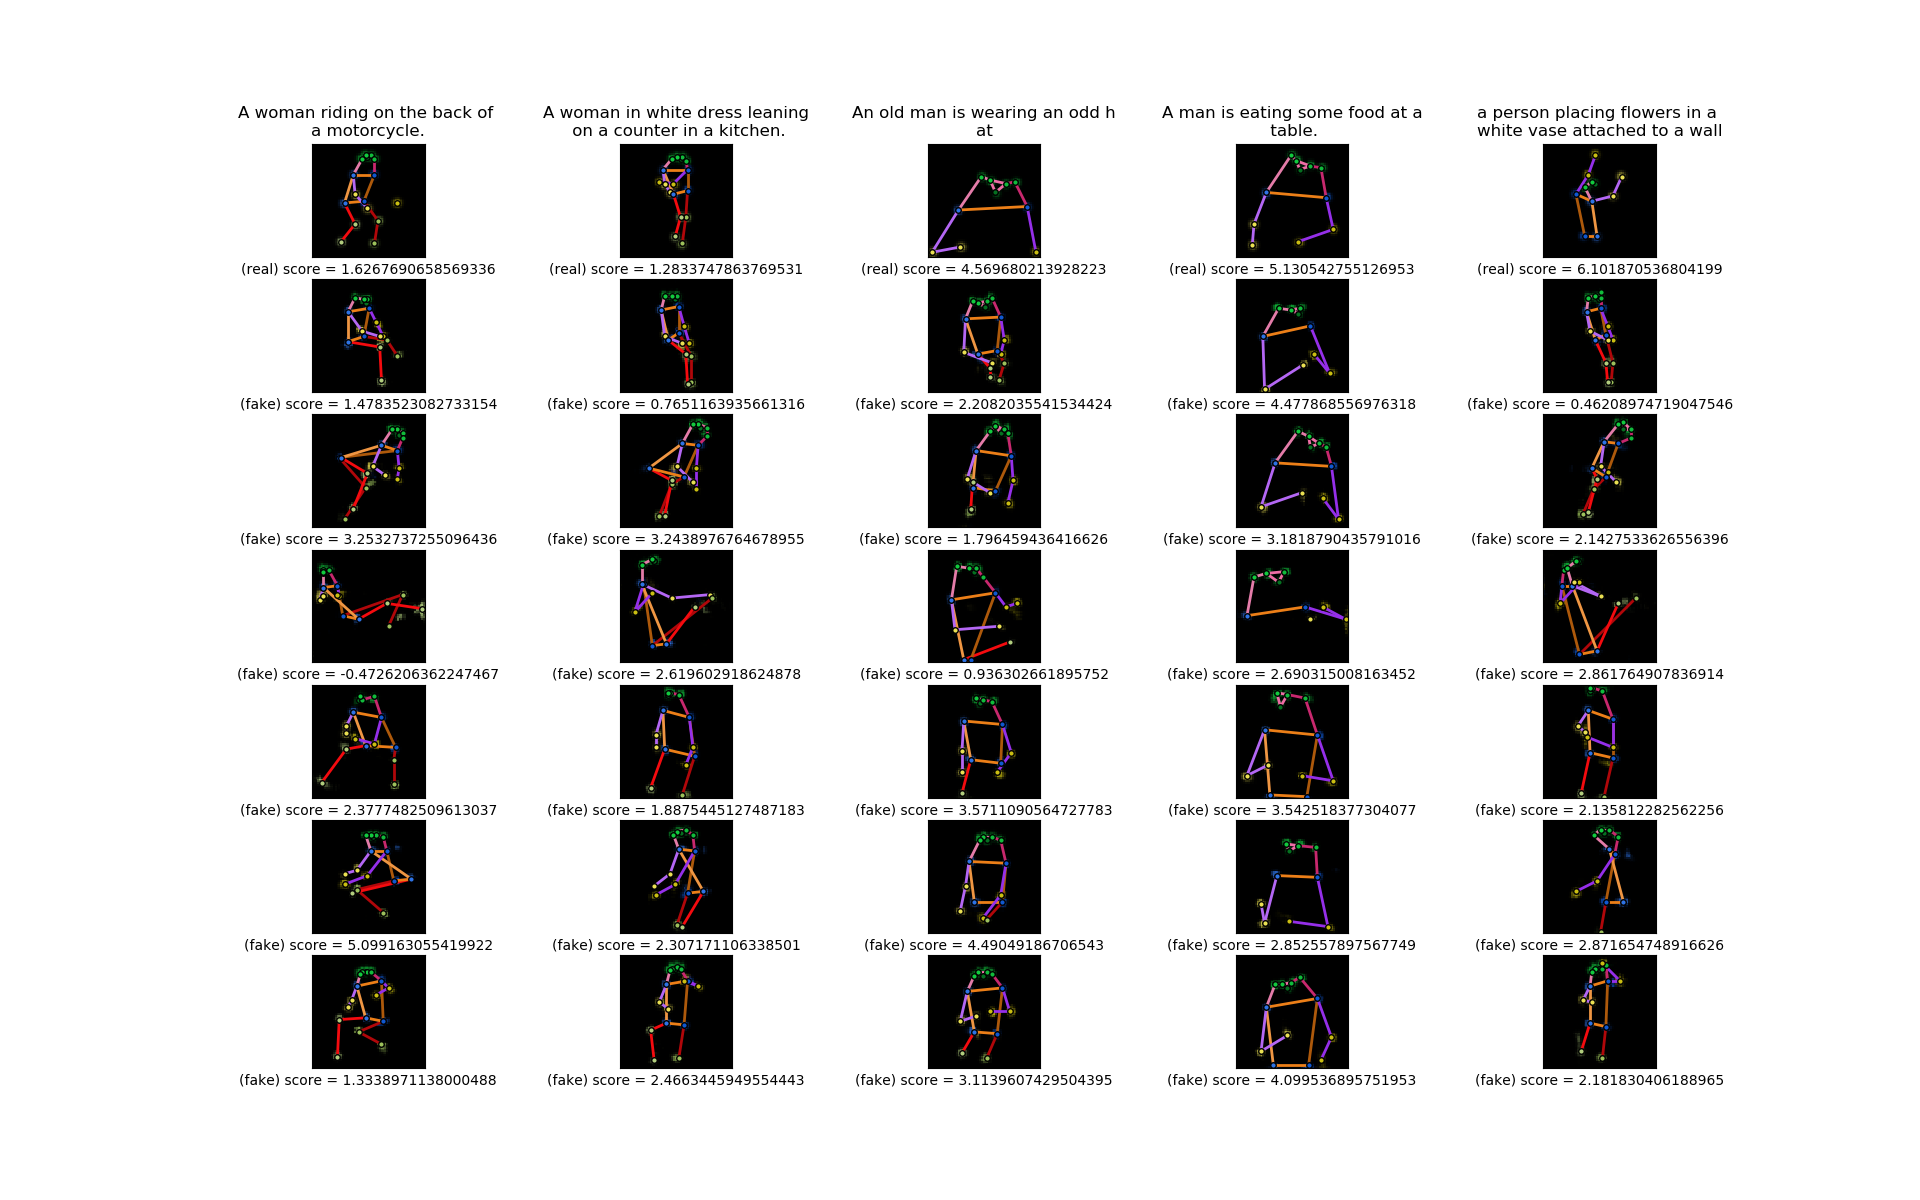 A woman riding on the back of
a motorcycle.
A woman in white dress leaning
on a counter in a kitchen.
An old man is wearing an odd h
at
A man is eating some food at a
table.
a person placing flowers in a
white vase attached to a wall
(real) score = 1.6267690658569336
(real) score = 1.2833747863769531
(real) score = 4.569680213928223
(real) score = 5.130542755126953
(real) score = 6.101870536804199
(fake) score = 1.4783523082733154
(fake) score = 0.7651163935661316
(fake) score = 2.2082035541534424
(fake) score = 4.477868556976318
(fake) score = 0.46208974719047546
(fake) score = 3.2532737255096436
(fake) score = 3.2438976764678955
(fake) score = 1.796459436416626
(fake) score = 3.1818790435791016
(fake) score = 2.1427533626556396
(fake) score = -0.4726206362247467
(fake) score = 2.619602918624878
(fake) score = 0.936302661895752
(fake) score = 2.690315008163452
(fake) score = 2.861764907836914
(fake) score = 2.3777482509613037
(fake) score = 1.8875445127487183
(fake) score = 3.5711090564727783
(fake) score = 3.542518377304077
(fake) score = 2.135812282562256
(fake) score = 5.099163055419922
(fake) score = 2.307171106338501
(fake) score = 4.49049186706543
(fake) score = 2.852557897567749
(fake) score = 2.871654748916626
(fake) score = 1.3338971138000488
(fake) score = 2.4663445949554443
(fake) score = 3.1139607429504395
(fake) score = 4.099536895751953
(fake) score = 2.181830406188965